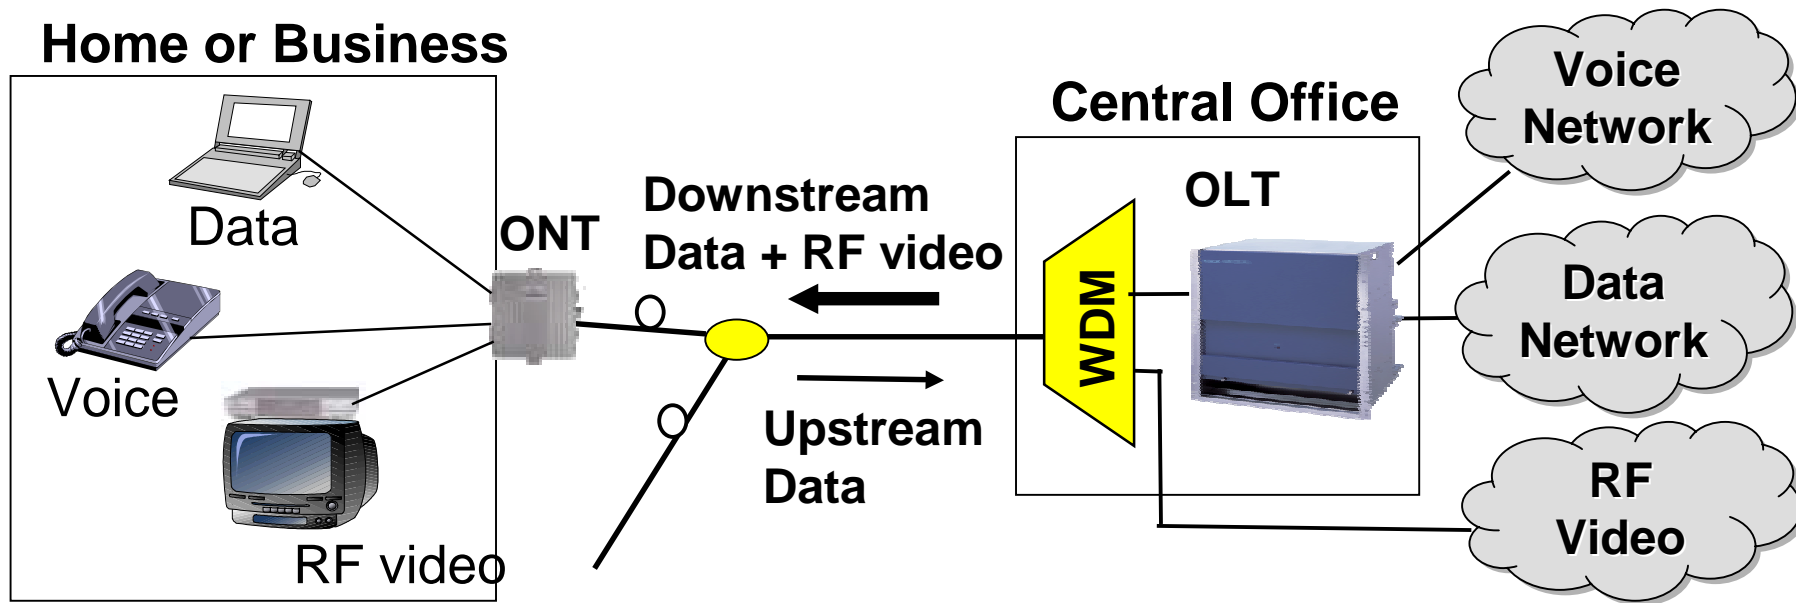 Home or Business
Data
Voice
RF video
ONT
Downstream
Data + RF video
Upstream
Data
Central Office
WDM
OLT
Voice
Network
Data
Network
RF
Video